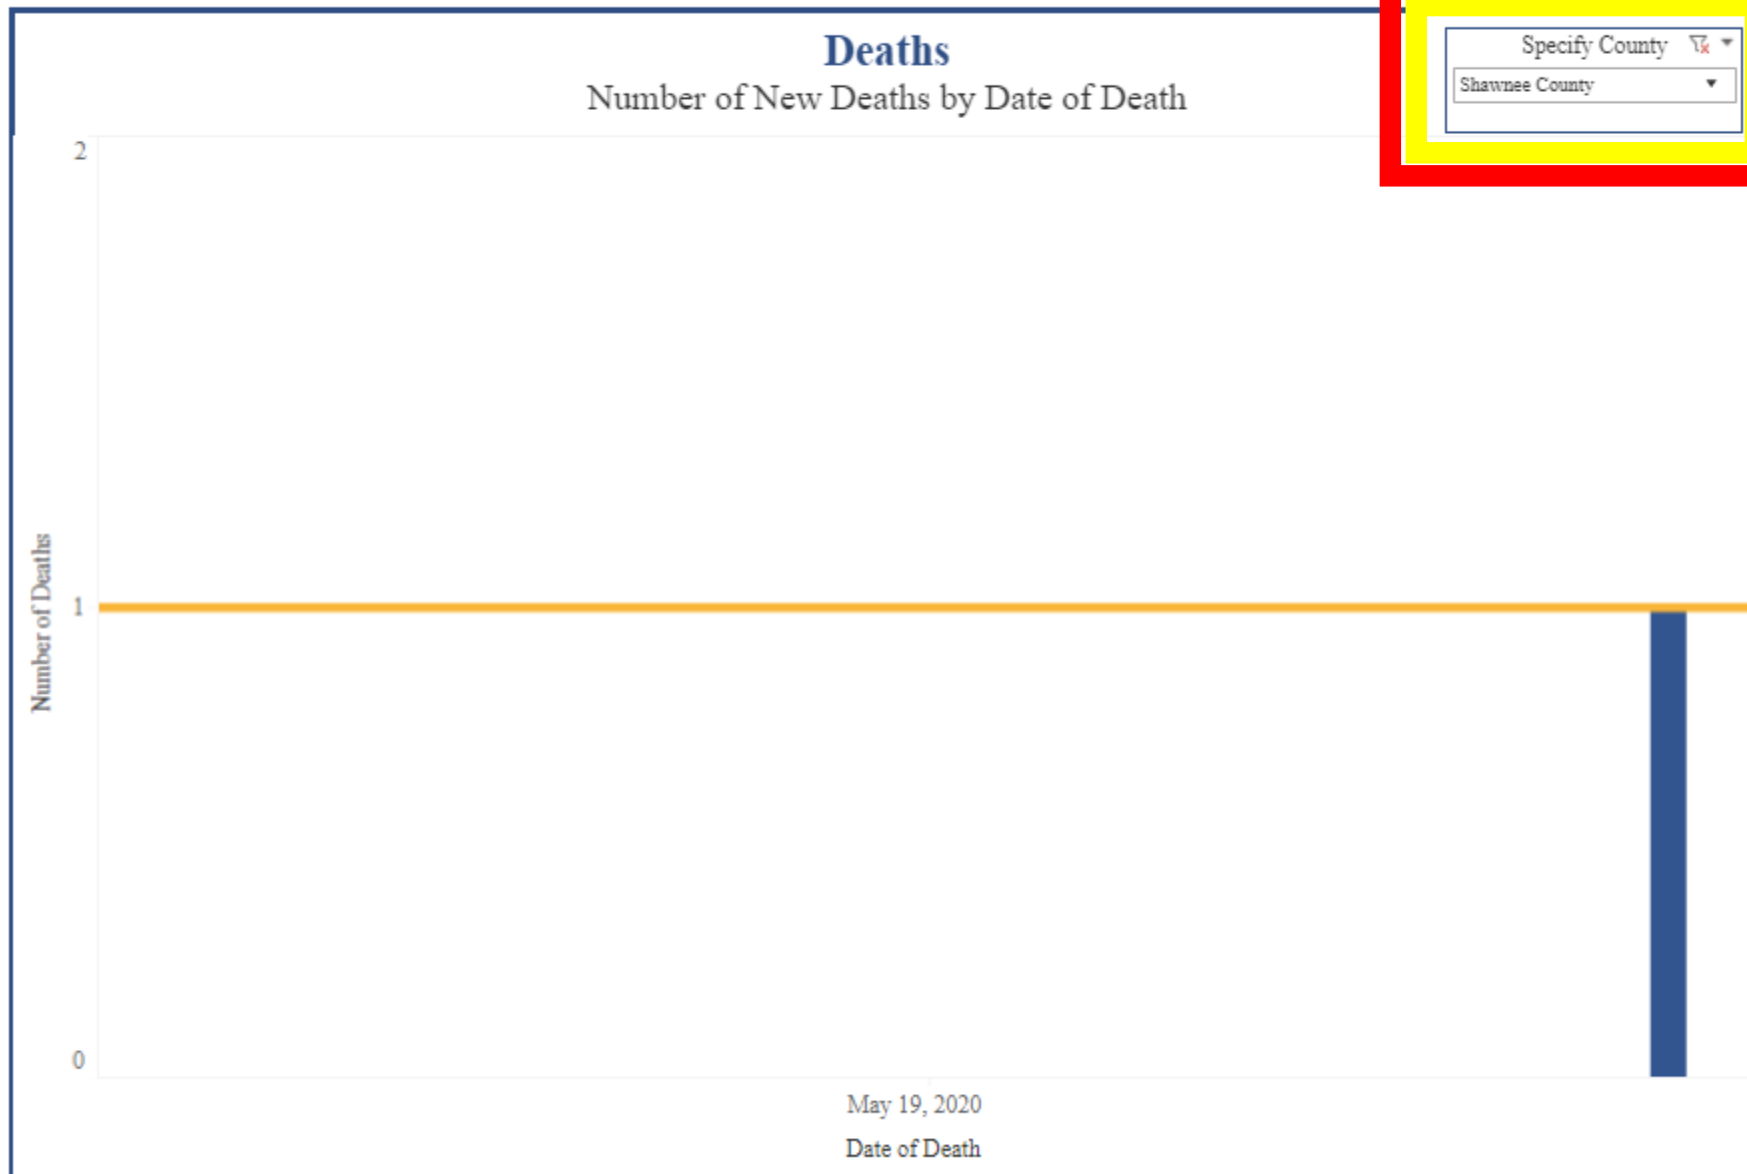 Deaths
Number of New Deaths by Date of Death
Specify County
Shawnee County
2
1
0
Number of Deaths
May 19, 2020
Date of Death